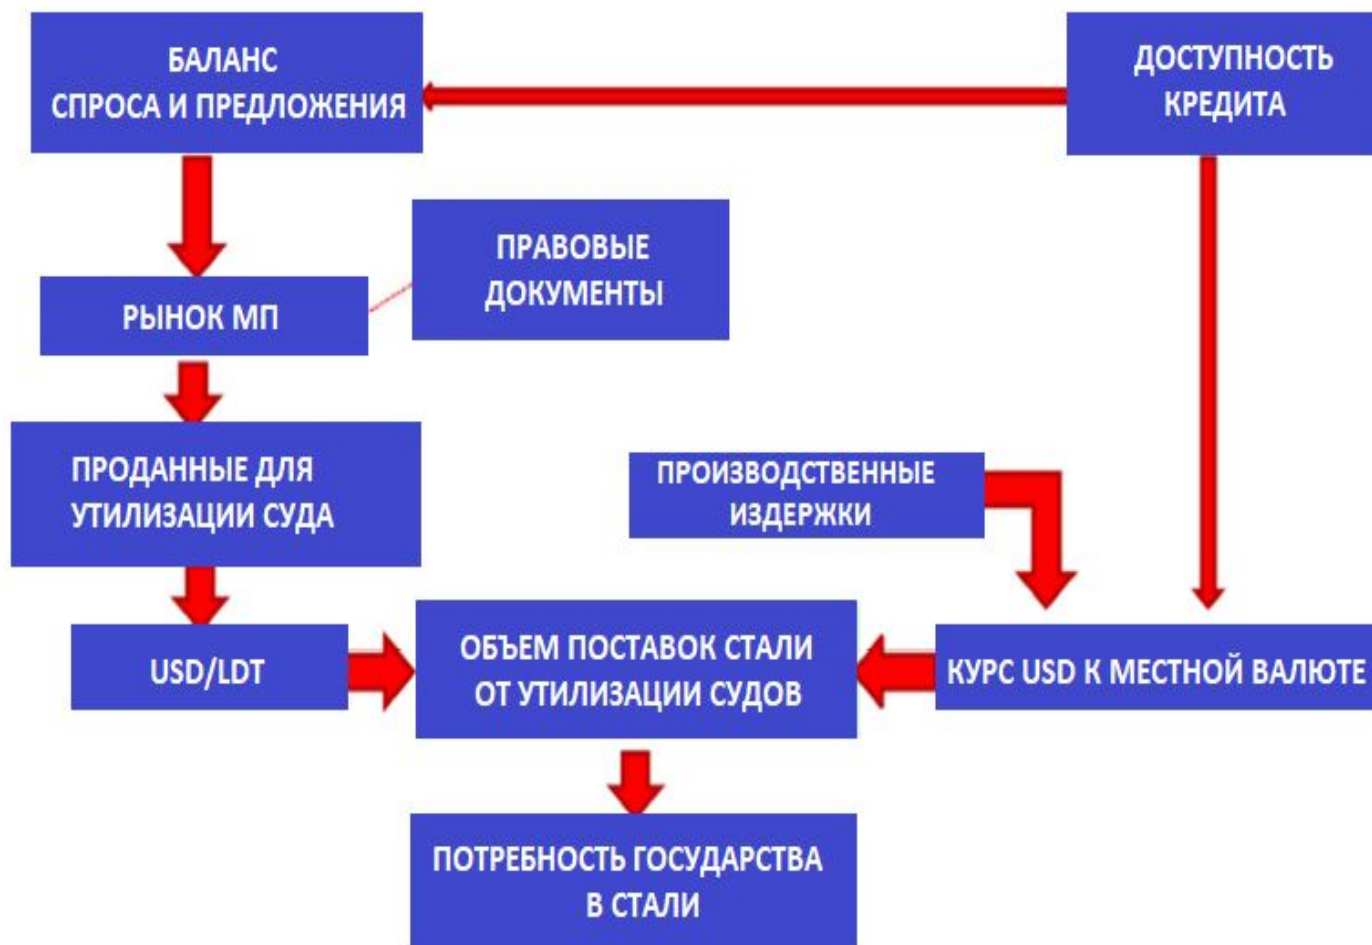 БАЛАНС
СПРОСА И ПРЕДЛОЖЕНИЯ
ДОСТУПНОСТЬ
КРЕДИТА
ПРАВОВЫЕ
ДОКУМЕНТЫ
РЫНОК МП
ПРОДАННЫЕ ДЛЯ
УТИЛИЗАЦИИ СУДА
ПРОИЗВОДСТВЕННЫЕ
ИЗДЕРЖКИ
USD/LDT
ОБЪЕМ ПОСТАВОК СТАЛИ
ОТ УТИЛИЗАЦИИ СУДОВ
КУРС USD К МЕСТНОЙ ВАЛЮТЕ
ПОТРЕБНОСТЬ ГОСУДАРСТВА
В СТАЛИ